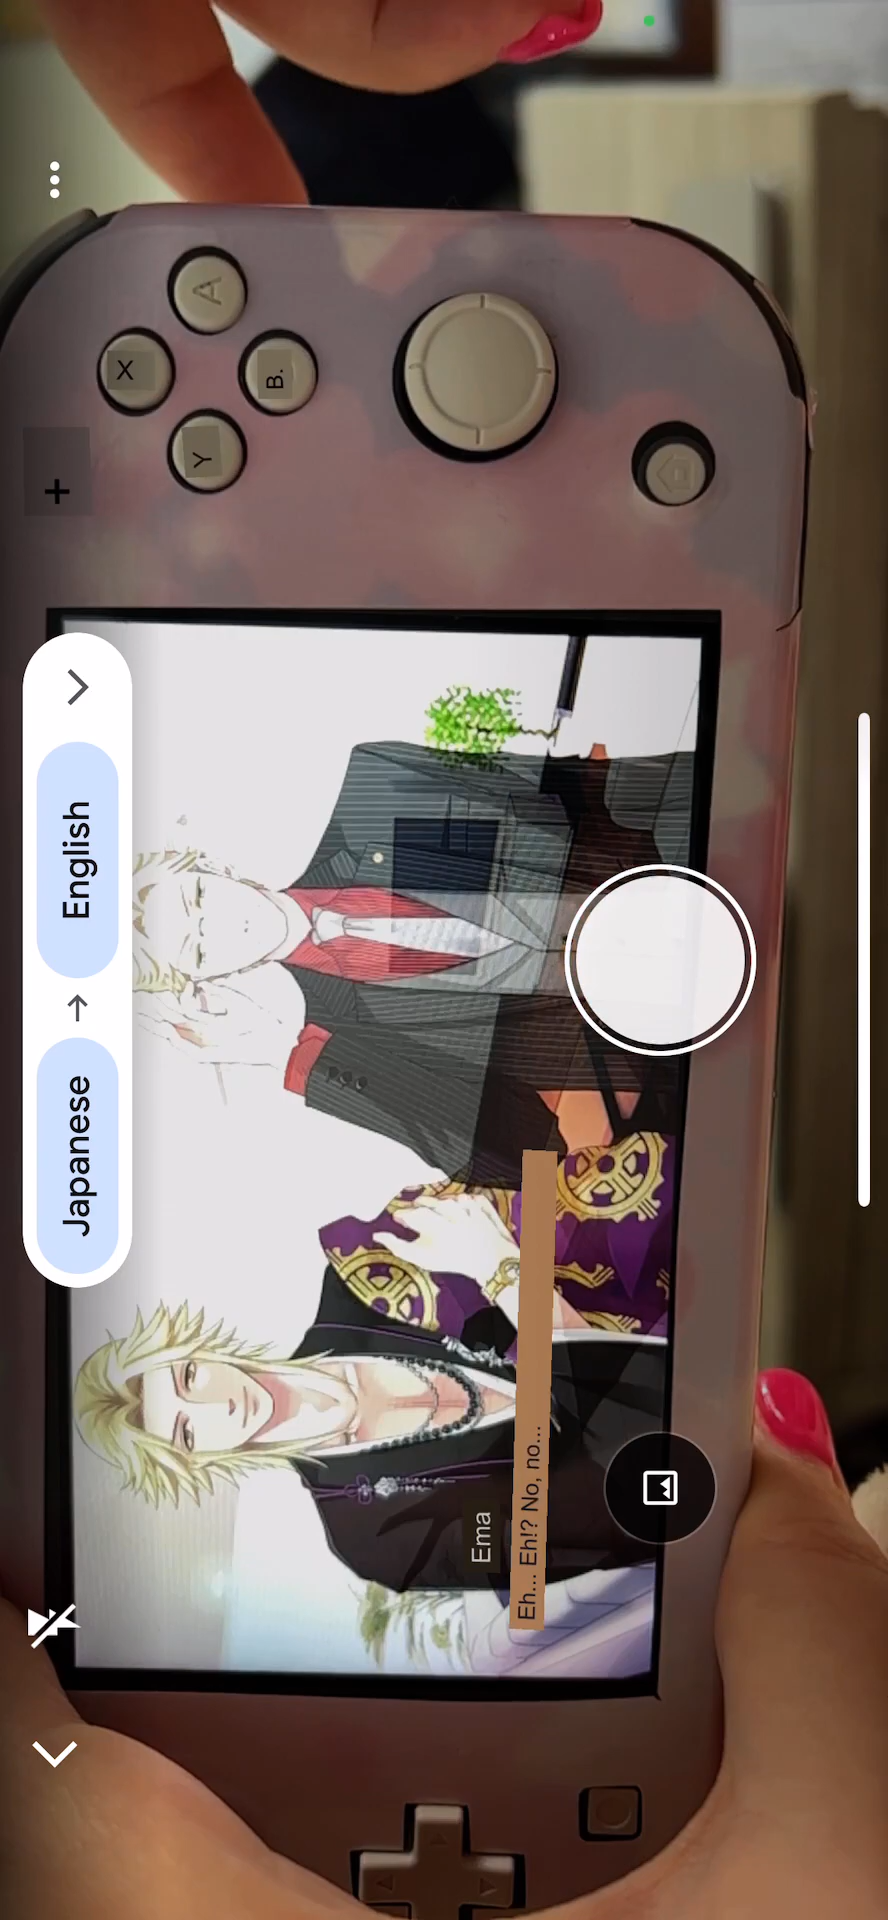 Japanese → English
Ema
Eh... Eh!? No, no...
+
X
Y
A
B.